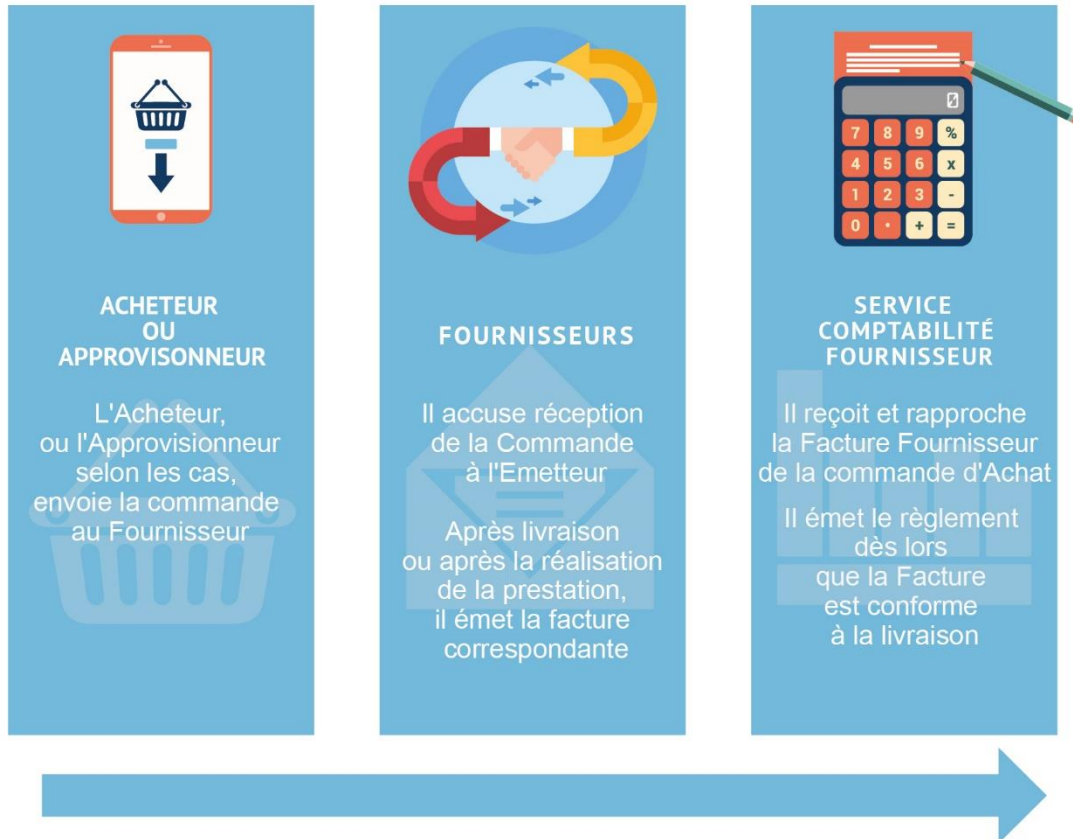 ACHETEUR
OU
APPROVISONNEUR
L'Acheteur,
ou l'Approvisionneur
selon les cas,
envoie la commande
au Fournisseur
FOURNISSEURS
Il accuse réception
de la Commande
à l'Emetteur
Après livraison
ou après la réalisation
de la prestation,
il émet la facture
correspondante
0
7 8 9 %
4 5 6 x
1 2 3 -
0 . + =
SERVICE
COMPTABILITÉ
FOURNISSEUR
Il reçoit et rapproche
la Facture Fournisseur
de la commande d'Achat
Il émet le règlement
dès lors
que la Facture
est conforme
à la livraison